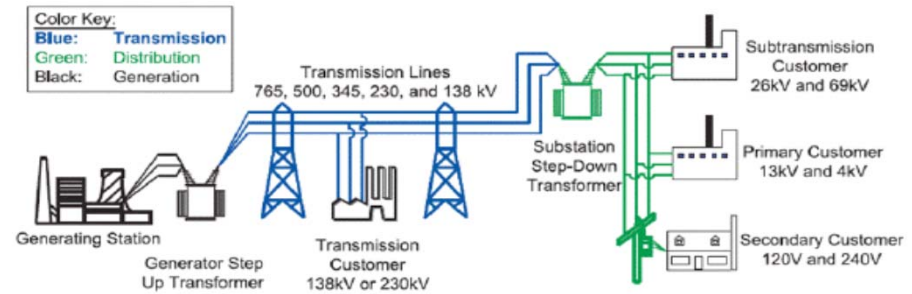 Color Key:
Blue: Transmission
Green: Distribution
Black: Generation
Transmission Lines
765, 500, 345, 230, and 138 kV
Subtransmission
Customer
26kV and 69kV
Substation
Step-Down
Transformer
Primary Customer
13kV and 4kV
Generating Station
Generator Step
Up Transformer
Transmission
Customer
138kV or 230kV
Secondary Customer
120V and 240V